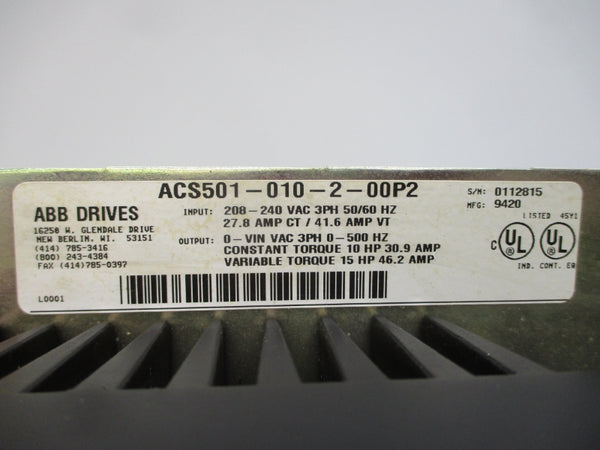 ACS501-010-2-00P2
ABB DRIVES
16250 W. GLENDALE DRIVE
NEW BERLIN, WI. 53151
(414) 785-3416
(800) 243-4384
FAX (414)785-0397
L0001
INPUT: 208-240 VAC 3PH 50/60 HZ
27.8 AMP CT / 41.6 AMP VT
OUTPUT: 0-VIN VAC 3PH 0-500 HZ
CONSTANT TORQUE 10 HP 30.9 AMP
VARIABLE TORQUE 15 HP 46.2 AMP
S/N: 0112815
MFG: 9420
LISTED 45Y1
C UL UL
IND. CONT. EQ